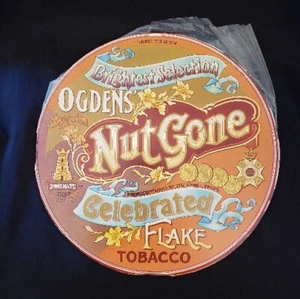 Brightest Selection
OGDENS'
Nut Gone
Celebrated
FLAKE
TOBACCO